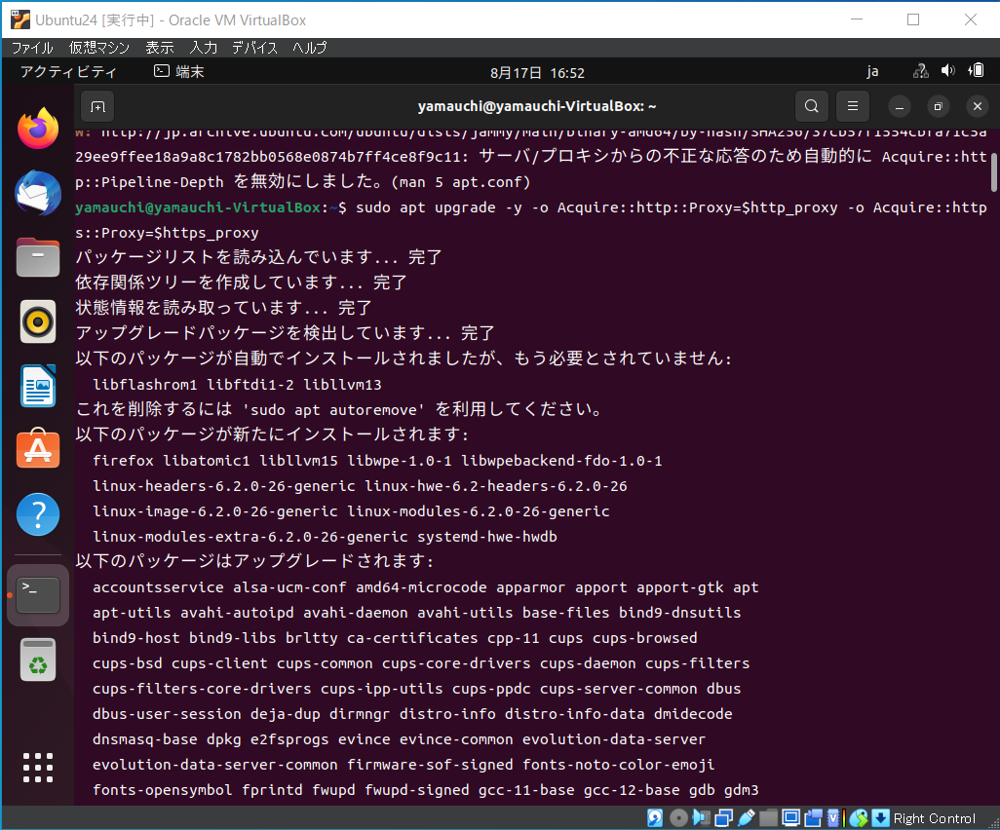 Ubuntu24 [実行中] - Oracle VM VirtualBox
ファイル 仮想マシン 表示 入力 デバイス ヘルプ
アクティビティ 端末 8月17日 16:52 ja
yamauchi@yamauchi-VirtualBox: ~
W: http://jp.archive.ubuntu.com/ubuntu/dists/jammy/main/binary-amd64/by-hash/SHA256/37cb57f1554cbfa71c5a
29ee9ffee18a9a8c1782bb0568e0874b7ff4ce8f9c11: サーバ/プロキシからの不正な応答のため自動的に Acquire::htt
p::Pipeline-Depth を無効にしました。(man 5 apt.conf)
yamauchi@yamauchi-VirtualBox:~$ sudo apt upgrade -y -o Acquire::http::Proxy=$http_proxy -o Acquire::http
s::Proxy=$https_proxy
パッケージリストを読み込んでいます... 完了
依存関係ツリーを作成しています... 完了
状態情報を読み取っています... 完了
アップグレードパッケージを検出しています... 完了
以下のパッケージが自動でインストールされましたが、もう必要とされていません:
libflashrom1 libftdi1-2 libllvm13
これを削除するには 'sudo apt autoremove' を利用してください。
以下のパッケージが新たにインストールされます:
firefox libatomic1 libllvm15 libwpe-1.0-1 libwpebackend-fdo-1.0-1
linux-headers-6.2.0-26-generic linux-hwe-6.2-headers-6.2.0-26
linux-image-6.2.0-26-generic linux-modules-6.2.0-26-generic
linux-modules-extra-6.2.0-26-generic systemd-hwe-hwdb
以下のパッケージはアップグレードされます:
accountsservice alsa-ucm-conf amd64-microcode apparmor apport apport-gtk apt
apt-utils avahi-autoipd avahi-daemon avahi-utils base-files bind9-dnsutils
bind9-host bind9-libs brltty ca-certificates cpp-11 cups cups-browsed
cups-bsd cups-client cups-common cups-core-drivers cups-daemon cups-filters
cups-filters-core-drivers cups-ipp-utils cups-ppdc cups-server-common dbus
dbus-user-session deja-dup dirmngr distro-info distro-info-data dmidecode
dnsmasq-base dpkg e2fsprogs evince evince-common evolution-data-server
evolution-data-server-common firmware-sof-signed fonts-noto-color-emoji
fonts-opensymbol fprintd fwupd fwupd-signed gcc-11-base gcc-12-base gdb gdm3
Right Control